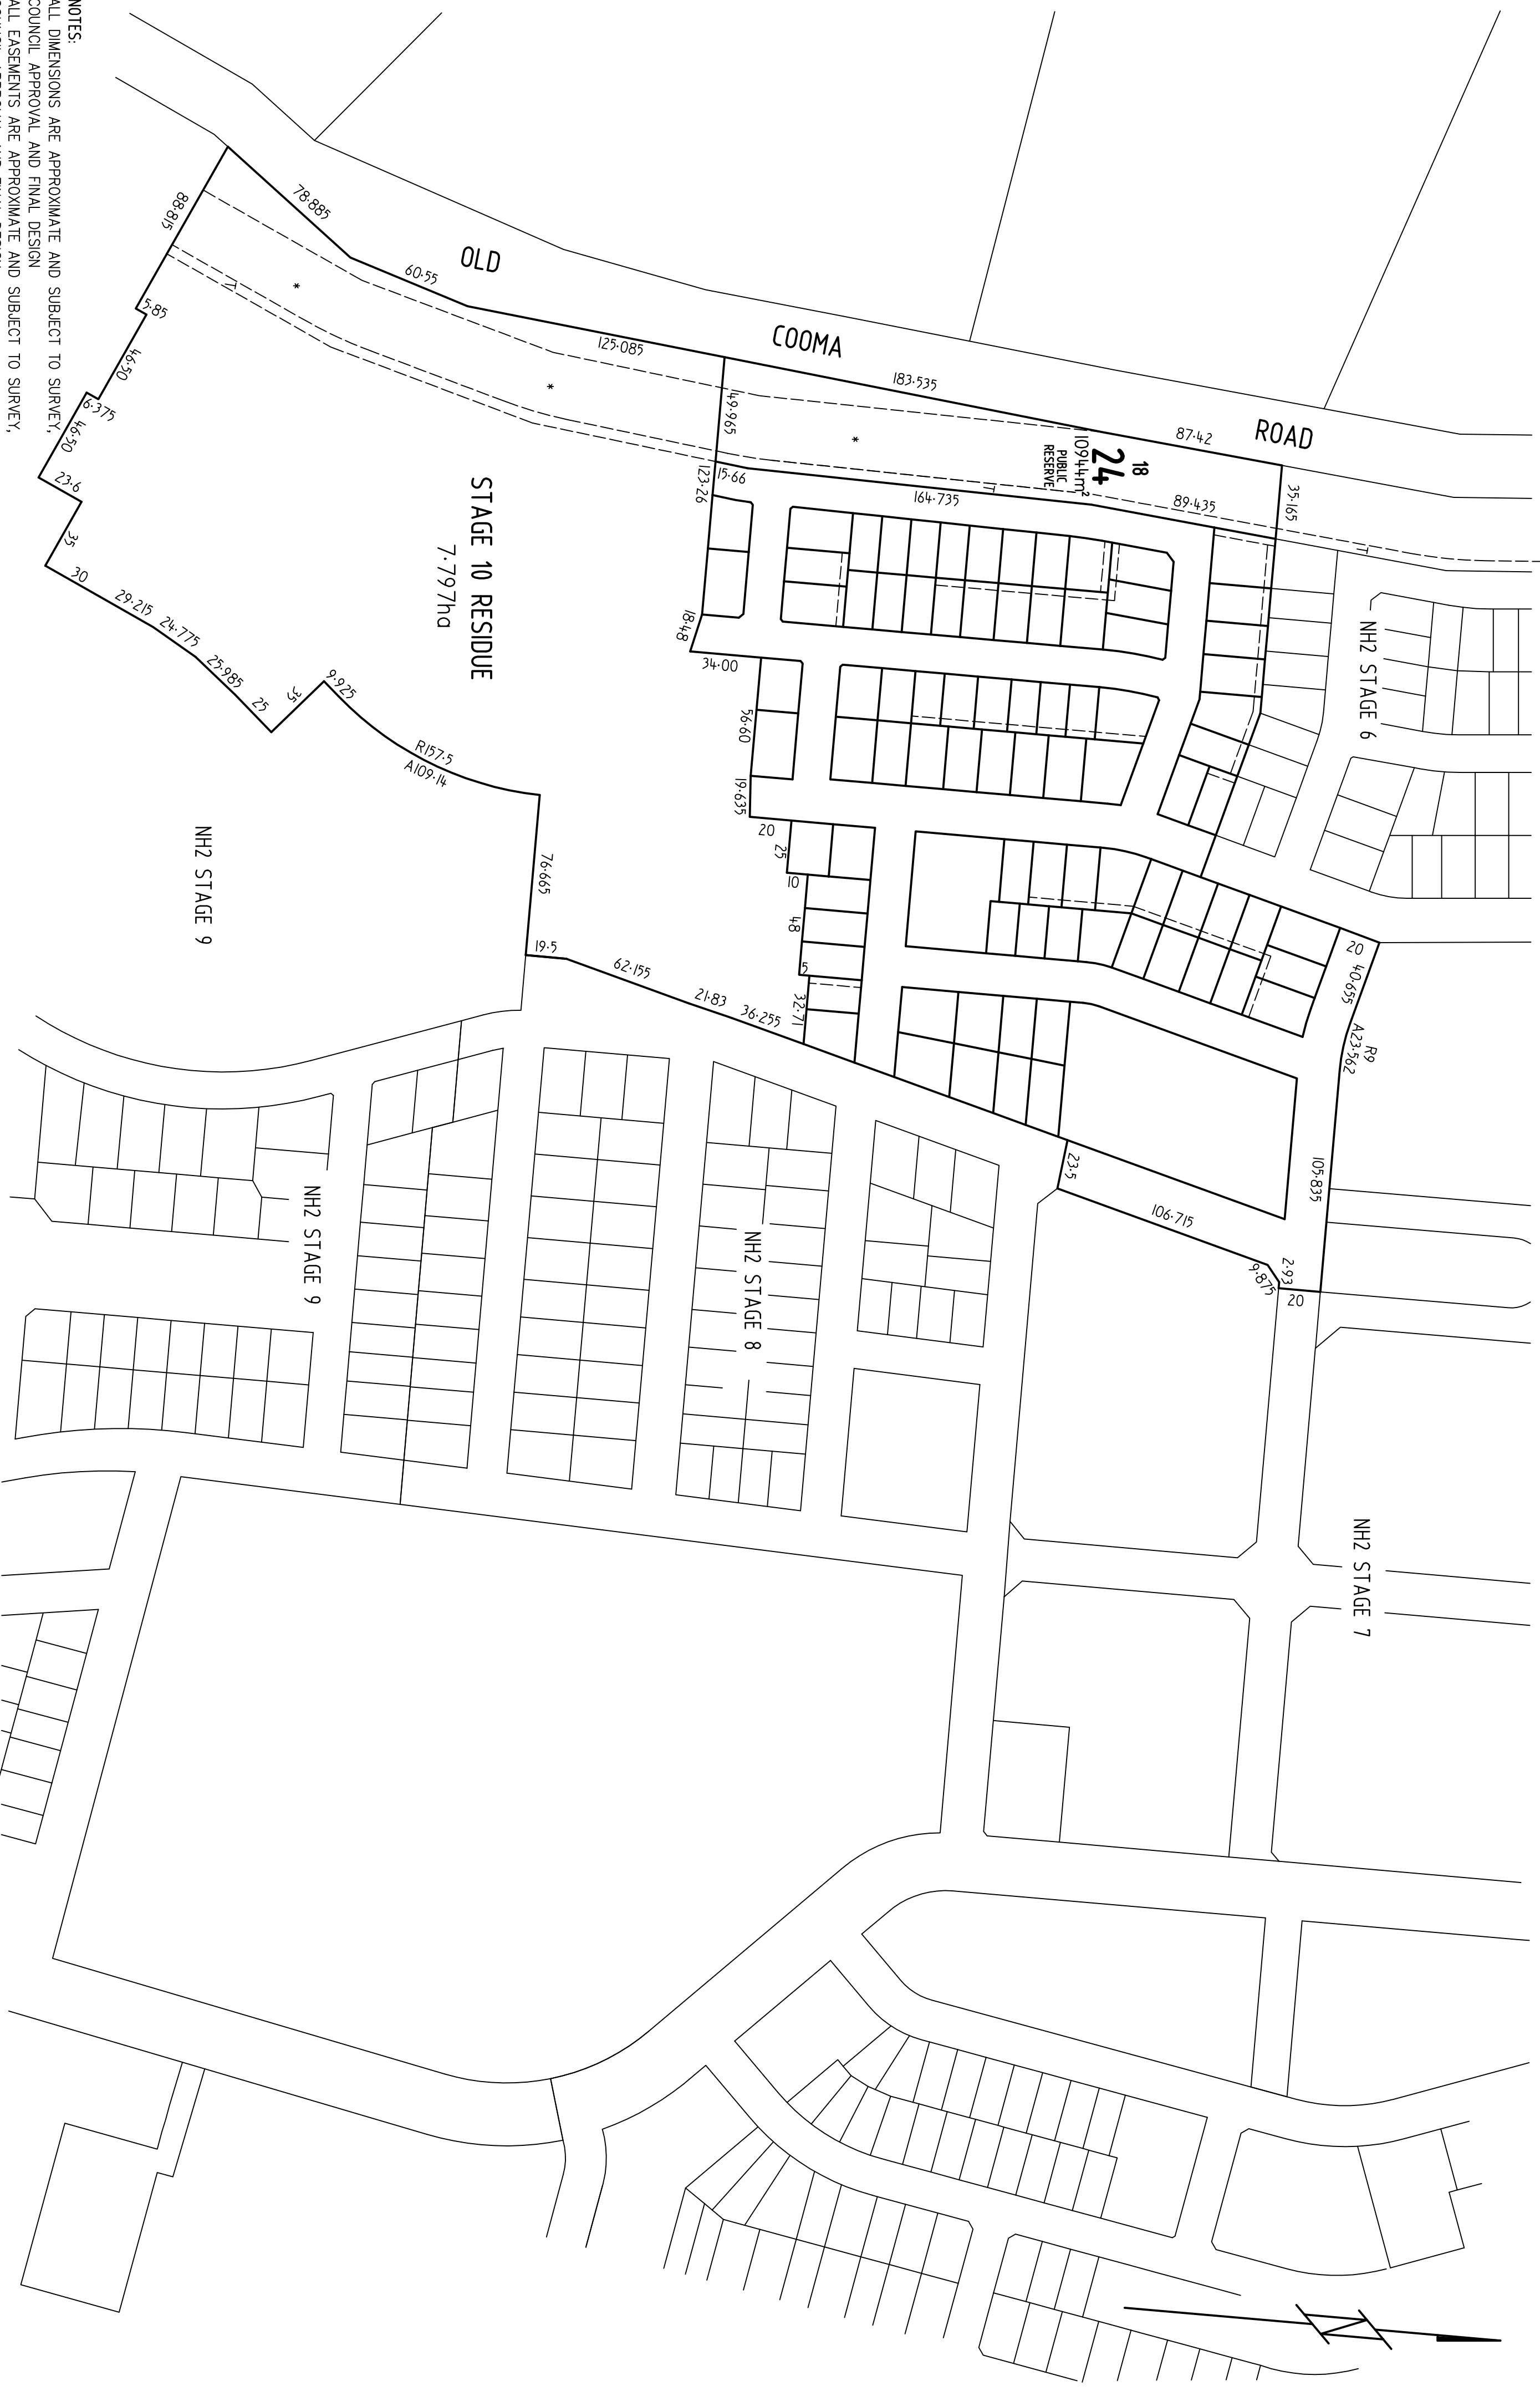 NOTES:
ALL DIMENSIONS ARE APPROXIMATE AND SUBJECT TO SURVEY,
COUNCIL APPROVAL AND FINAL DESIGN
ALL EASEMENTS ARE APPROXIMATE AND SUBJECT TO SURVEY,
OLD
COOMA
ROAD
78·885
60·55
125·085
183·535
87·42
35·165
88·815
5·85
46·50
6·375
46·50
23·6
35
30
29·215
24·775
25·985
25
35
9·925
R157·5
A109·14
76·665
19·5
62·155
21·83
36·255
*
*
*
49·965
123·26
15·66
164·735
89·435
18
24
10944m²
PUBLIC
RESERVE
STAGE 10 RESIDUE
7·797ha
18·48
34·00
56·60
19·635
20
25
10
48
5
32·71
NH2 STAGE 6
20
40·655
R9
A23·562
105·835
23·5
106·715
9·875
2·93
20
NH2 STAGE 9
NH2 STAGE 9
NH2 STAGE 8
NH2 STAGE 7